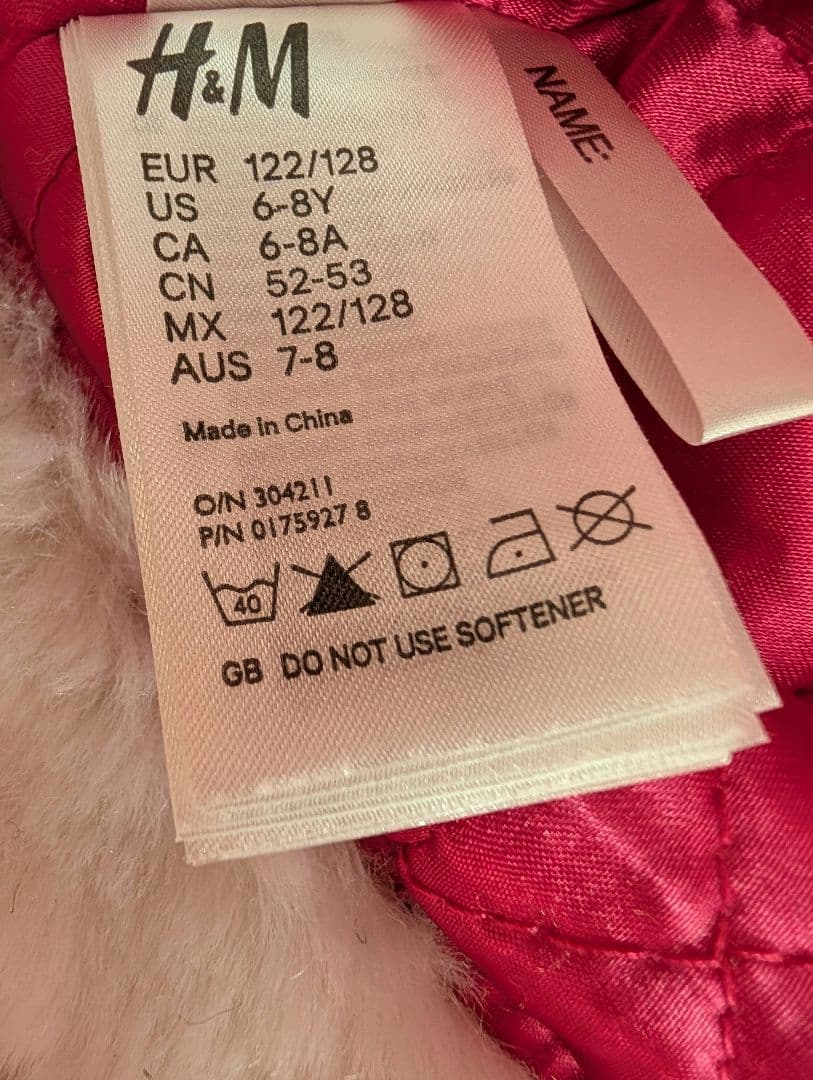 H&M
NAME:
EUR 122/128
US 6-8Y
CA 6-8A
CN 52-53
MX 122/128
AUS 7-8
Made in China
O/N 304211
P/N 0175927 8
40
GB DO NOT USE SOFTENER